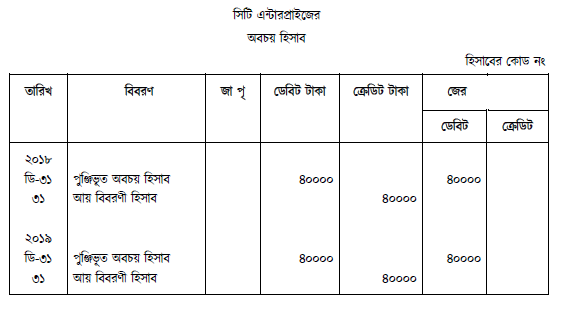 সিটি এন্টারপ্রাইজের
অবচয় হিসাব
হিসাবের কোড নং
তারিখ বিবরণ জা পৃ ডেবিট টাকা ক্রেডিট টাকা জের
ডেবিট ক্রেডিট
২০১৮
ডি-৩১ পুঞ্জিভূত অবচয় হিসাব ৪০০০০ ৪০০০০
৩১ আয় বিবরণী হিসাব ৪০০০০
২০১৯
ডি-৩১ পুঞ্জিভূত অবচয় হিসাব ৪০০০০ ৪০০০০
৩১ আয় বিবরণী হিসাব ৪০০০০